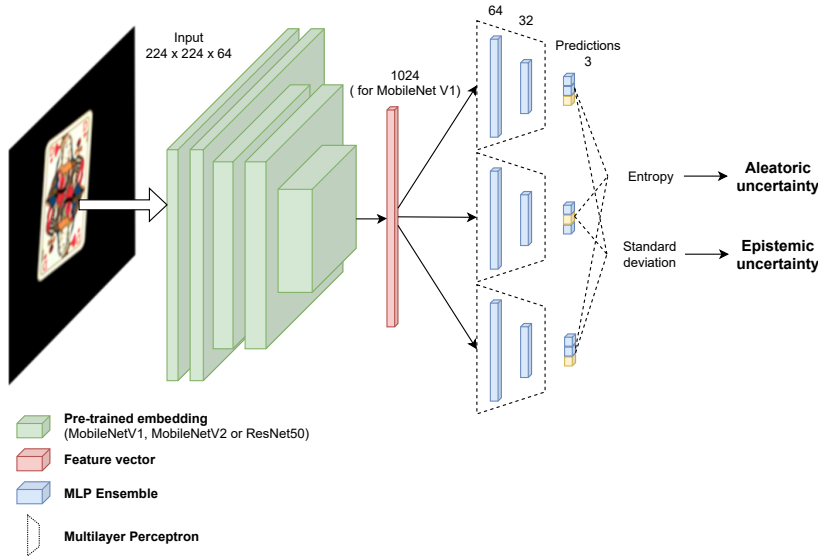 Input
224 x 224 x 64
1024
( for MobileNet V1)
64
32
Predictions
3
Entropy
Aleatoric
uncertainty
Standard
deviation
Epistemic
uncertainty
Pre-trained embedding
(MobileNetV1, MobileNetV2 or ResNet50)
Feature vector
MLP Ensemble
Multilayer Perceptron